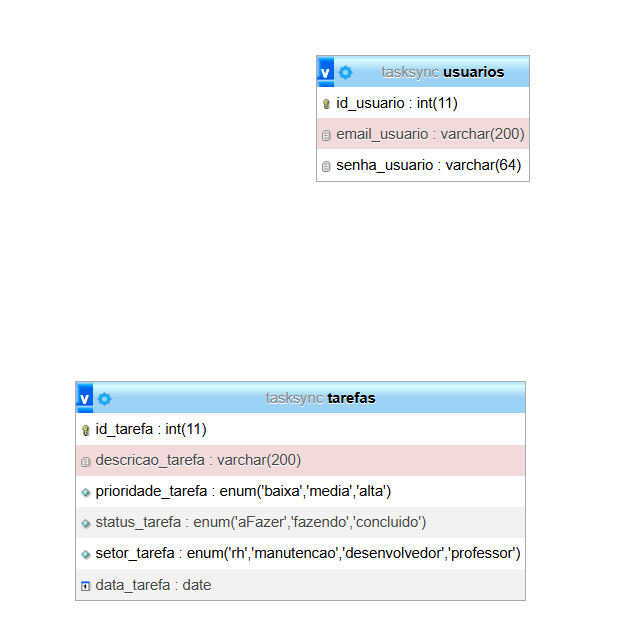 v tasksync usuarios
id_usuario : int(11)
email_usuario : varchar(200)
senha_usuario : varchar(64)
v tasksync tarefas
id_tarefa : int(11)
descricao_tarefa : varchar(200)
prioridade_tarefa : enum('baixa','media','alta')
status_tarefa : enum('aFazer','fazendo','concluido')
setor_tarefa : enum('rh','manutencao','desenvolvedor','professor')
data_tarefa : date